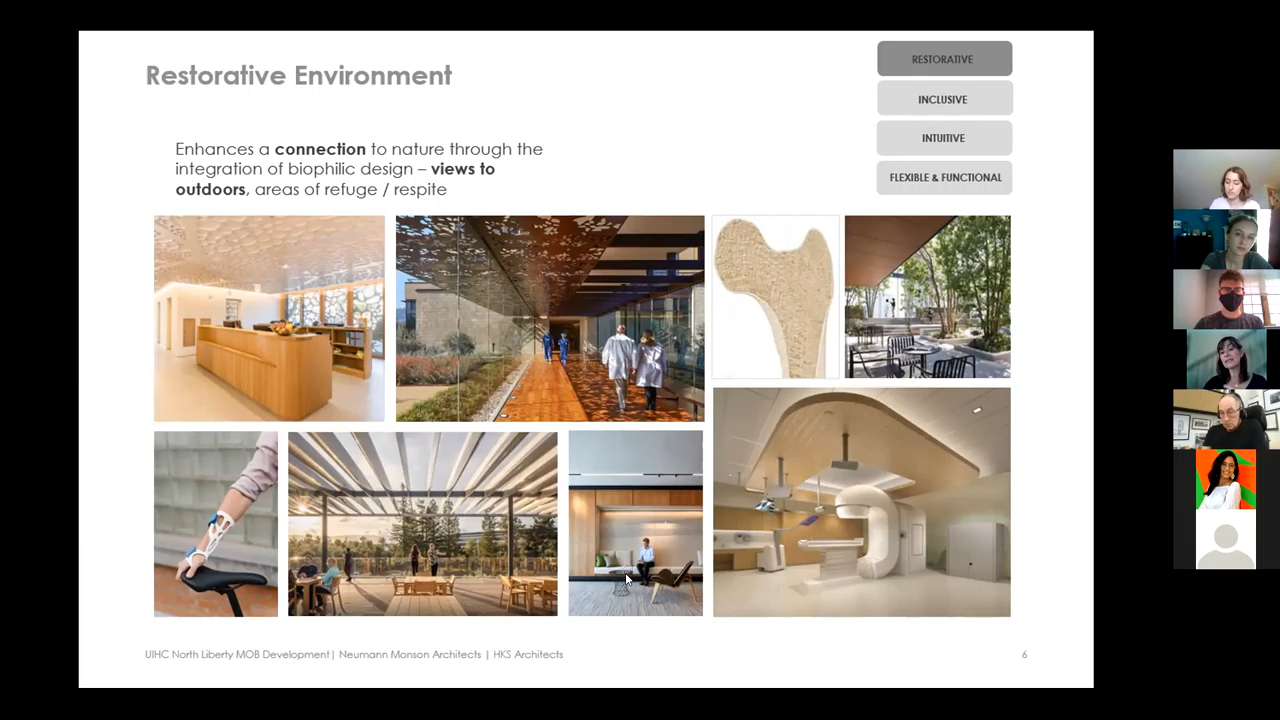 Restorative Environment
RESTORATIVE
INCLUSIVE
INTUITIVE
FLEXIBLE & FUNCTIONAL
Enhances a connection to nature through the
integration of biophilic design – views to
outdoors, areas of refuge / respite
UIHC North Liberty MOB Development| Neumann Monson Architects | HKS Architects
6